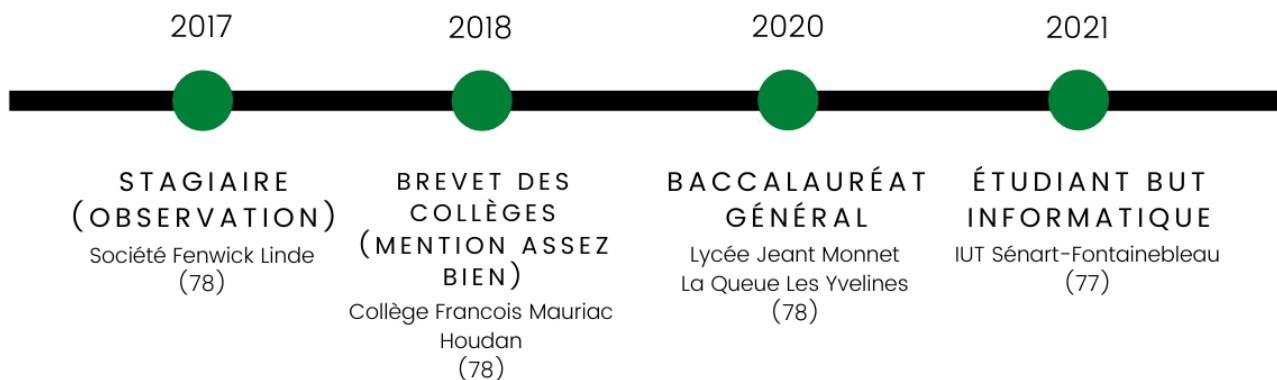 2017
STAGIAIRE
(OBSERVATION)
Société Fenwick Linde
(78)
2018
BREVET DES
COLLÈGES
(MENTION ASSEZ
BIEN)
Collège Francois Mauriac
Houdan
(78)
2020
BACCALAURÉAT
GÉNÉRAL
Lycée Jeant Monnet
La Queue Les Yvelines
(78)
2021
ÉTUDIANT BUT
INFORMATIQUE
IUT Sénart-Fontainebleau
(77)